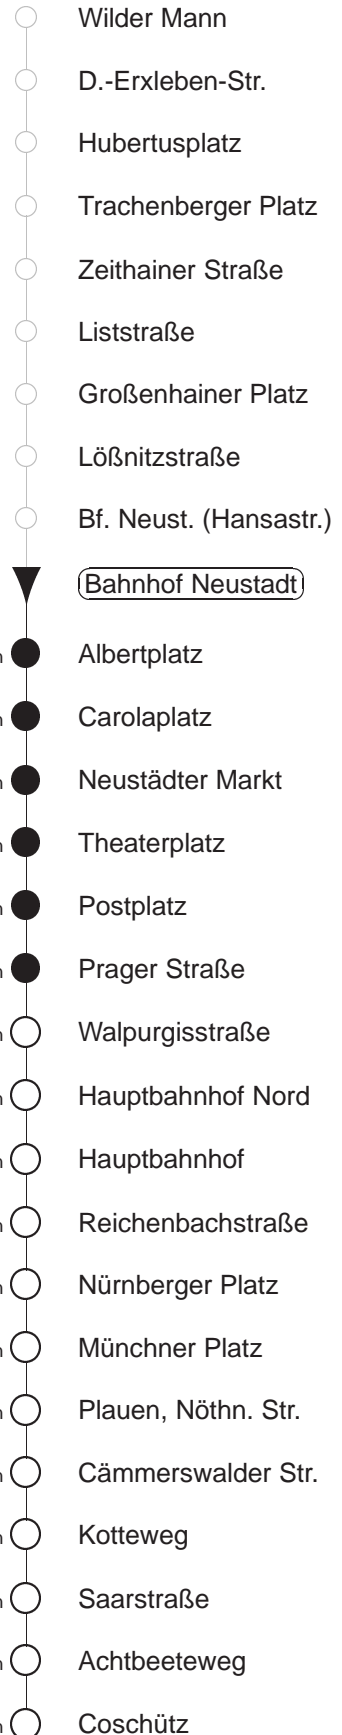 Wilder Mann
D.-Erxleben-Str.
Hubertusplatz
Trachenberger Platz
Zeithainer Straße
Liststraße
Großenhainer Platz
Lößnitzstraße
Bf. Neust. (Hansastr.)
Bahnhof Neustadt
Albertplatz
Carolaplatz
Neustädter Markt
Theaterplatz
Postplatz
Prager Straße
Walpurgisstraße
Hauptbahnhof Nord
Hauptbahnhof
Reichenbachstraße
Nürnberger Platz
Münchner Platz
Plauen, Nöthn. Str.
Cämmerswalder Str.
Kotteweg
Saarstraße
Achtbeeteweg
Coschütz